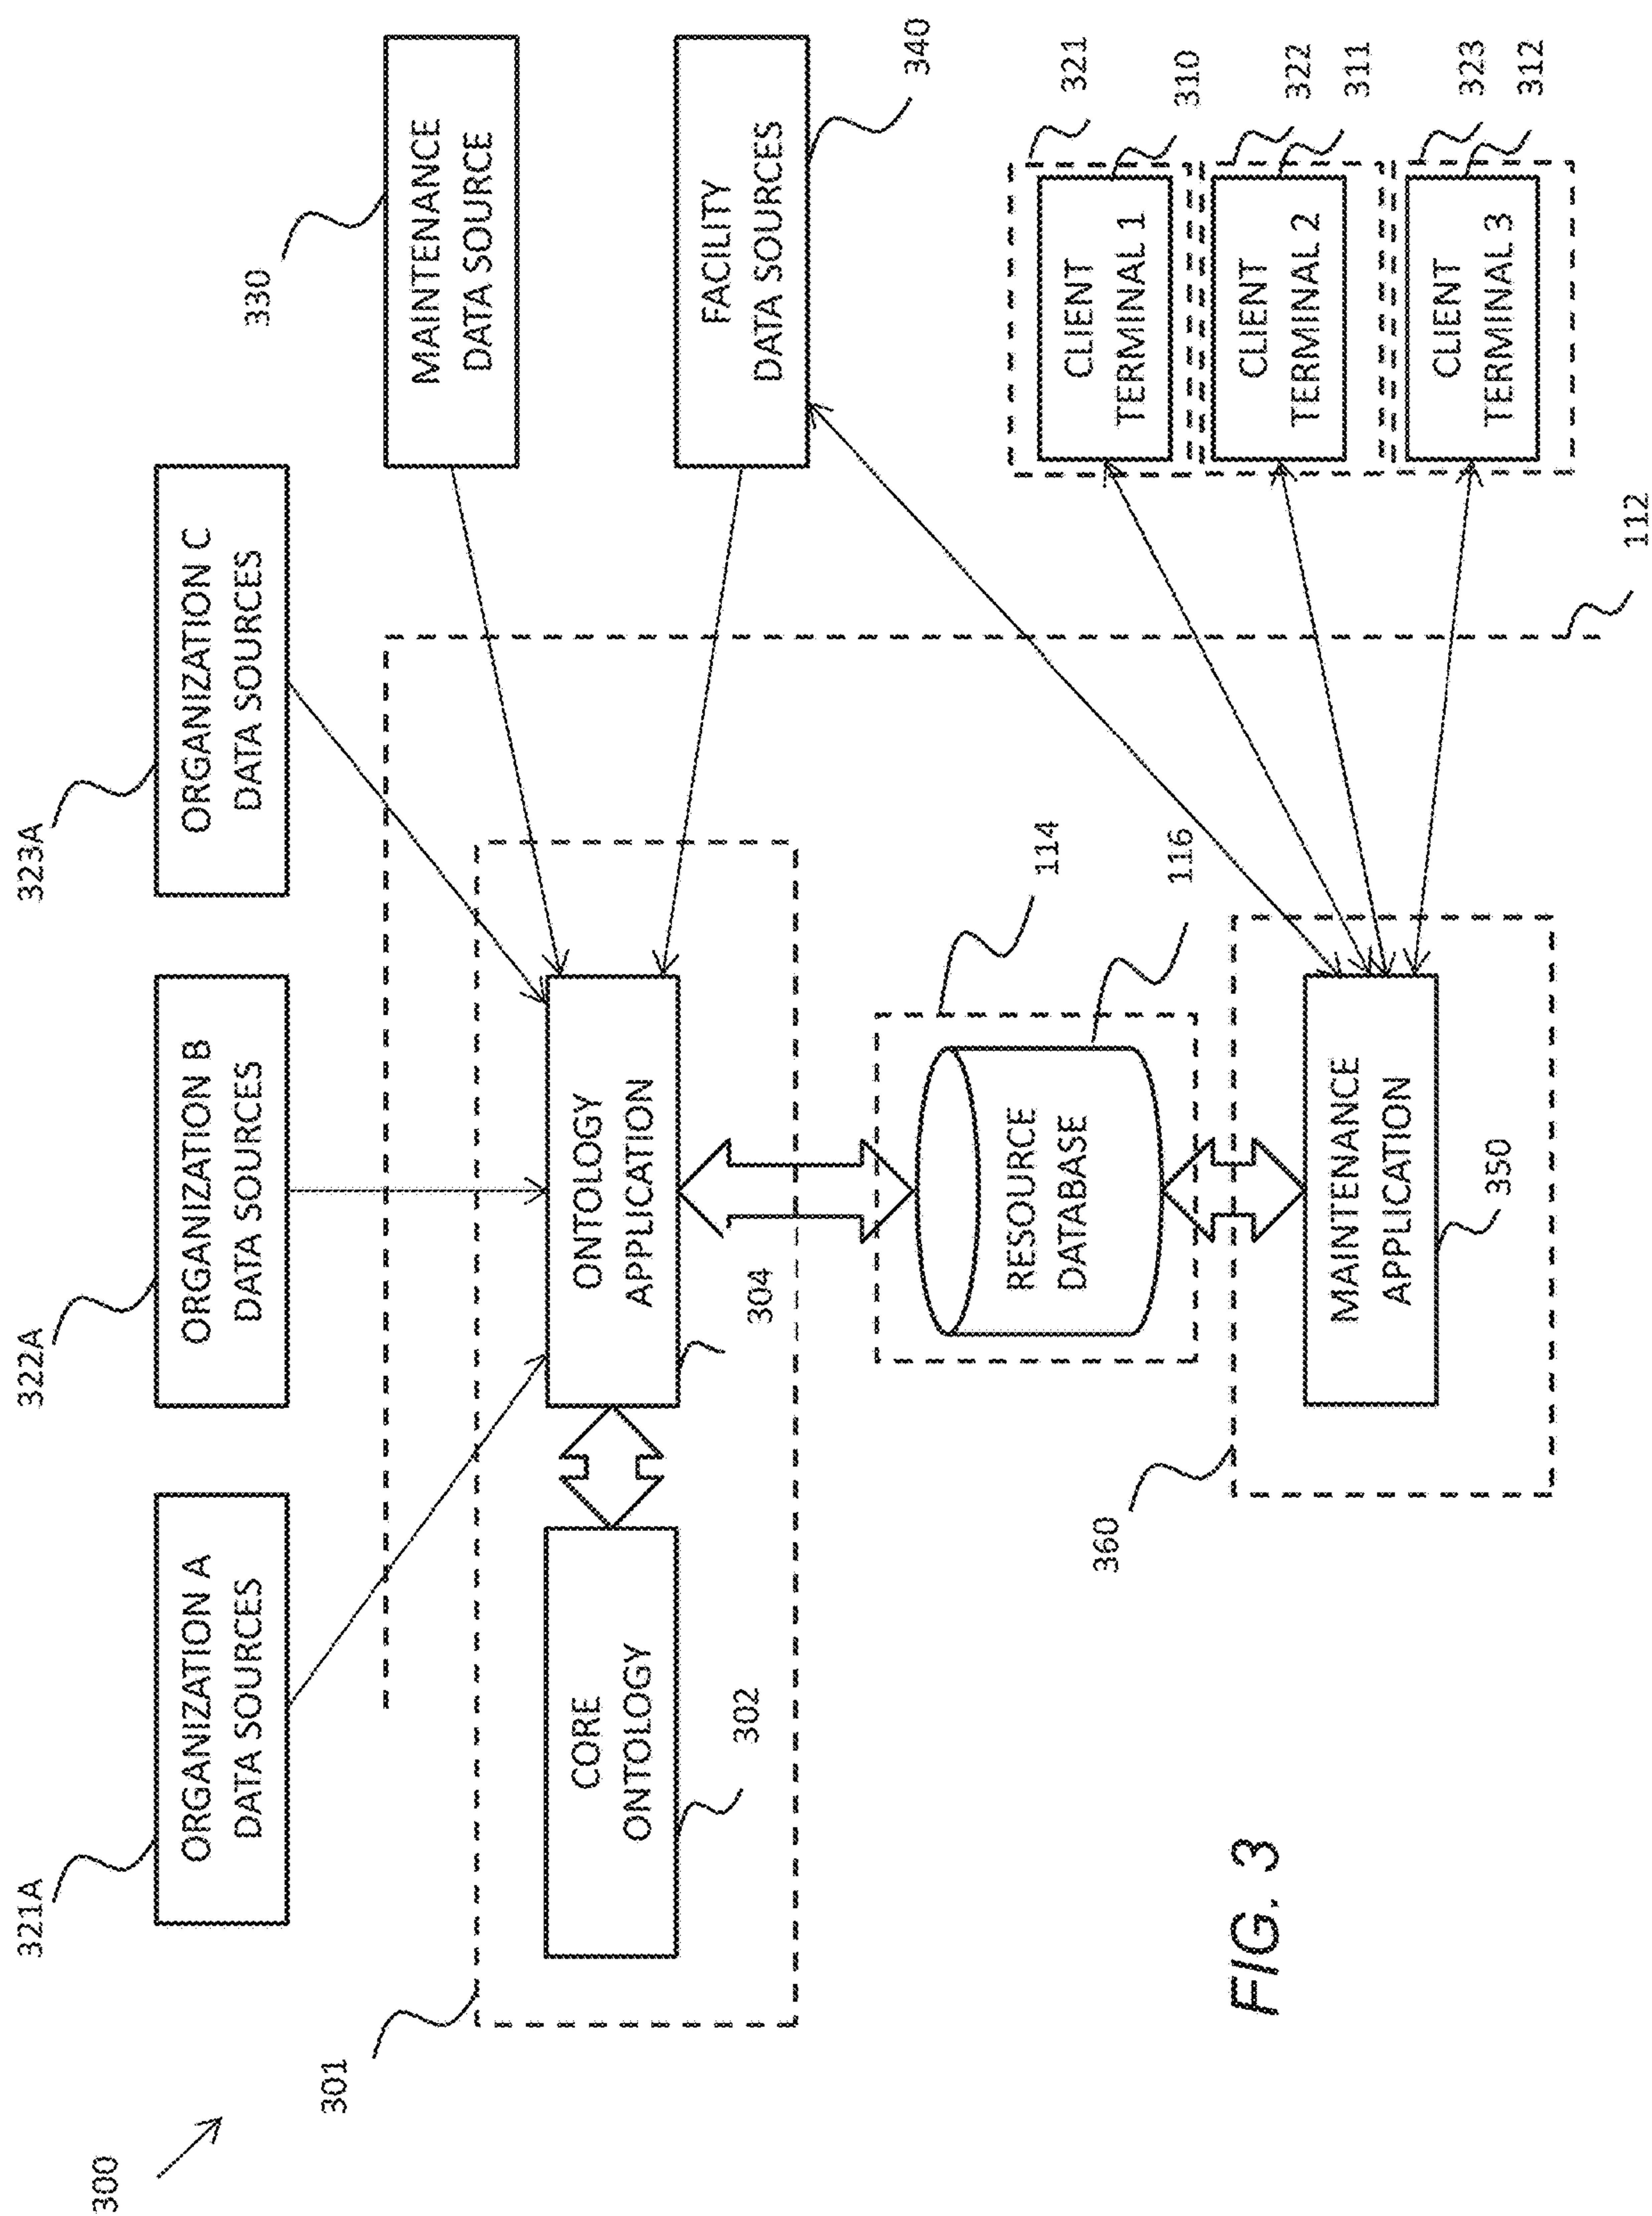 300
301
321A
ORGANIZATION A
DATA SOURCES
322A
ORGANIZATION B
DATA SOURCES
323A
ORGANIZATION C
DATA SOURCES
330
MAINTENANCE
DATA SOURCE
CORE
ONTOLOGY
302
ONTOLOGY
APPLICATION
304
FACILITY
DATA SOURCES
340
RESOURCE
DATABASE
114
116
CLIENT
TERMINAL 1
321
310
CLIENT
TERMINAL 2
322
311
CLIENT
TERMINAL 3
323
312
360
MAINTENANCE
APPLICATION
350
112
FIG. 3